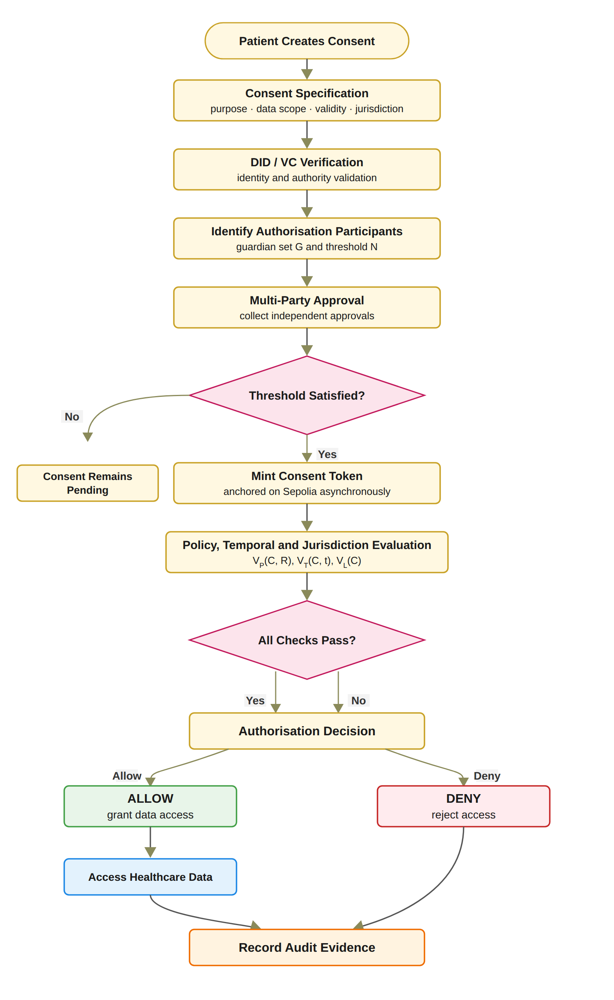 Patient Creates Consent
Consent Specification
purpose · data scope · validity · jurisdiction
DID / VC Verification
identity and authority validation
Identify Authorisation Participants
guardian set G and threshold N
Multi-Party Approval
collect independent approvals
Threshold Satisfied?
No
Yes
Consent Remains
Pending
Mint Consent Token
anchored on Sepolia asynchronously
Policy, Temporal and Jurisdiction Evaluation
V_P(C, R), V_T(C, t), V_L(C)
All Checks Pass?
Yes
No
Authorisation Decision
Allow
Deny
ALLOW
grant data access
DENY
reject access
Access Healthcare Data
Record Audit Evidence